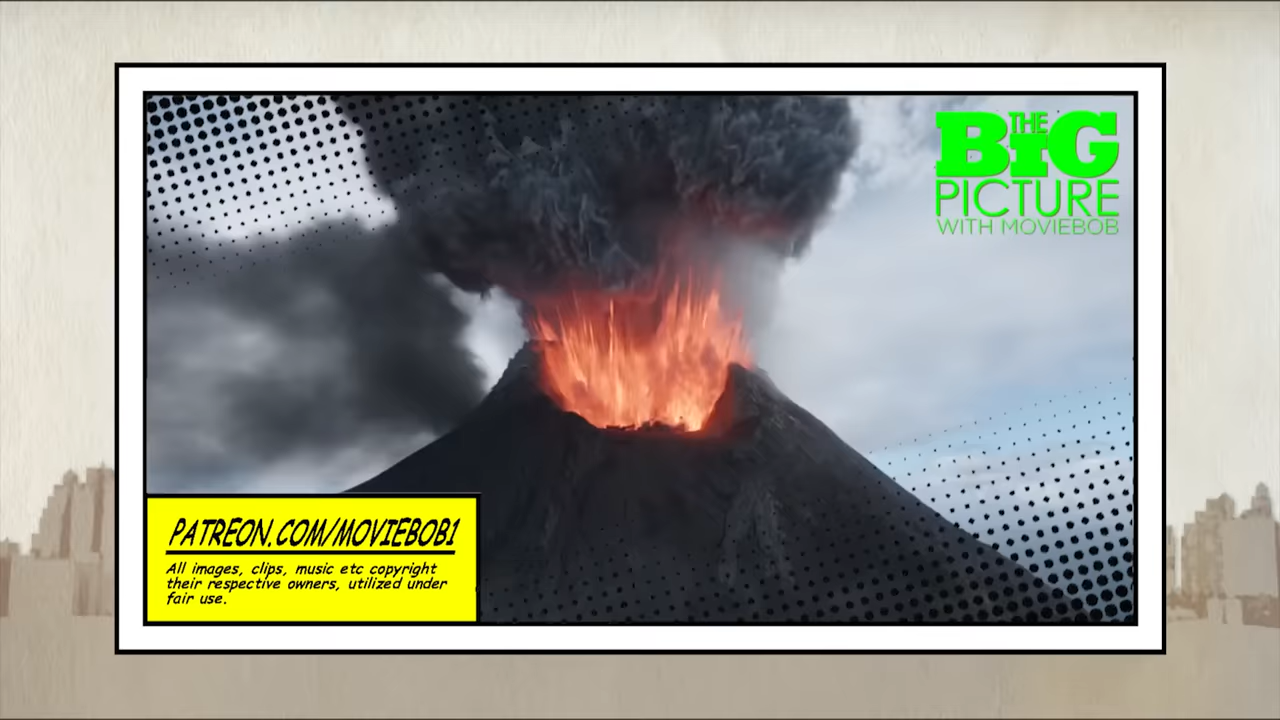 THE
BIG
PICTURE
WITH MOVIEBOB
PATREON.COM/MOVIEBOB1
All images, clips, music etc copyright
their respective owners, utilized under
fair use.